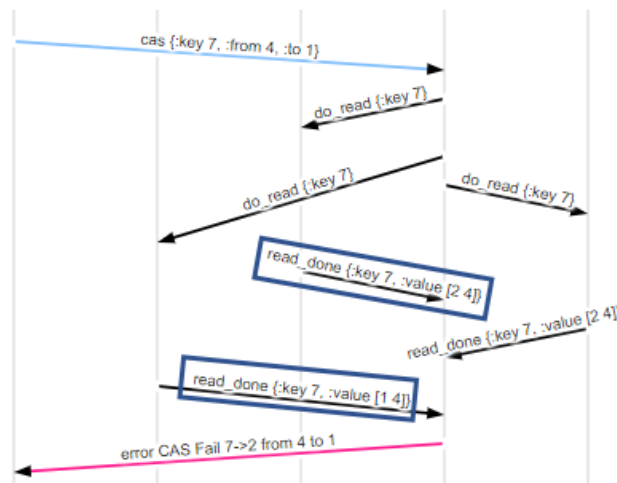 cas {:key 7, :from 4, :to 1}
do_read {:key 7}
do_read {:key 7}
do_read {:key 7}
read_done {:key 7, :value [2 4]}
read_done {:key 7, :value [2 4]}
read_done {:key 7, :value [1 4]}
error CAS Fail 7->2 from 4 to 1